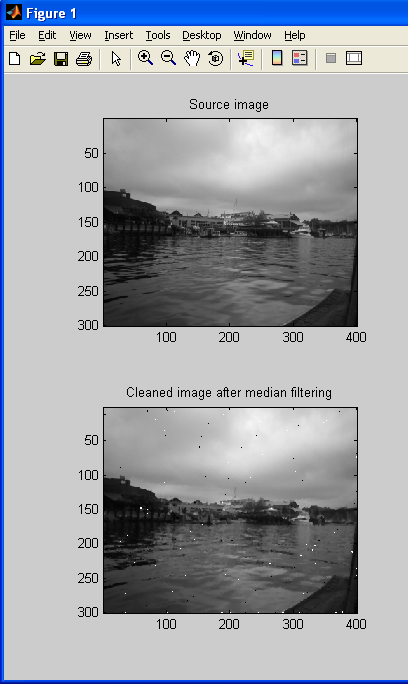 Figure 1
File Edit View Insert Tools Desktop Window Help
Source image
50
100
150
200
250
300
100 200 300 400
Cleaned image after median filtering
50
100
150
200
250
300
100 200 300 400